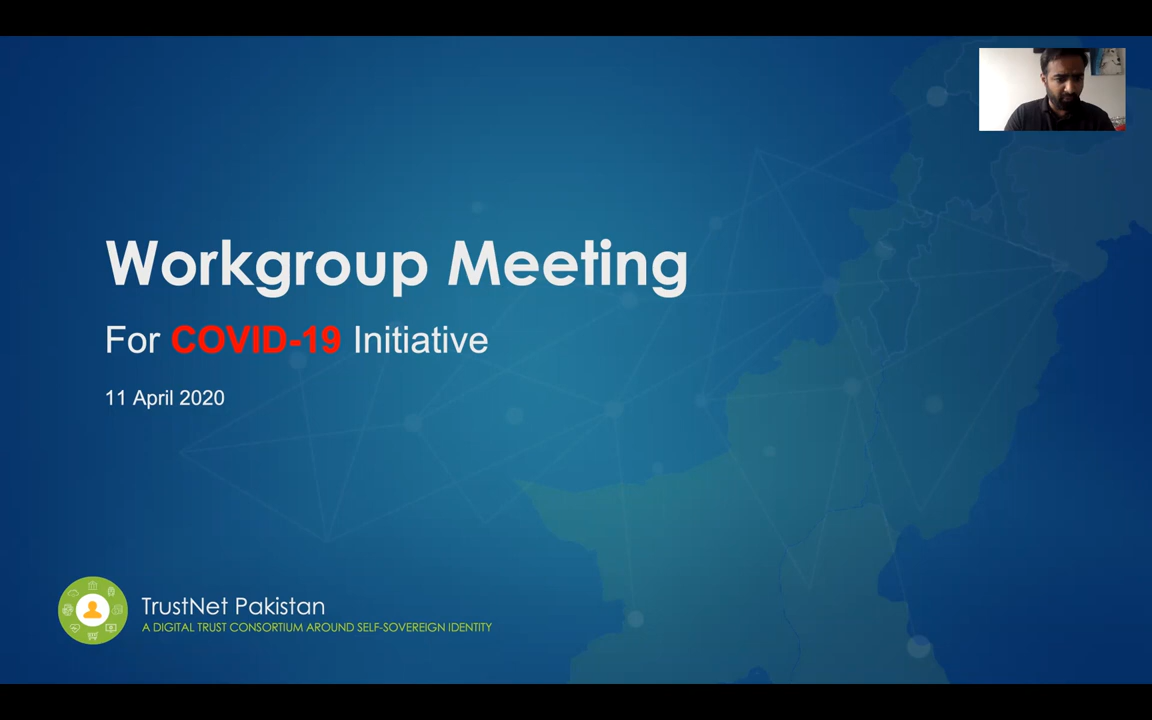 Workgroup Meeting
For COVID-19 Initiative
11 April 2020
TrustNet Pakistan
A DIGITAL TRUST CONSORTIUM AROUND SELF-SOVEREIGN IDENTITY